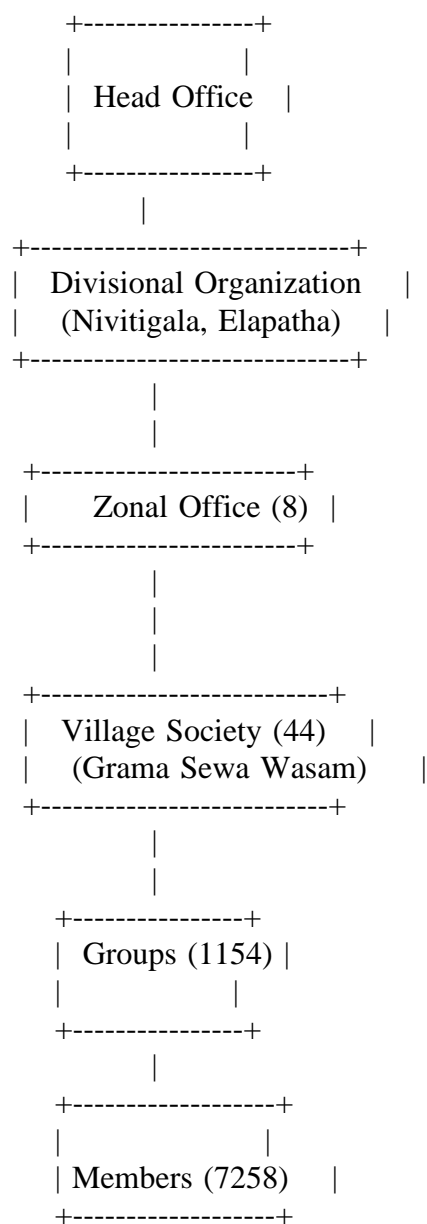 Head Office
Divisional Organization
(Nivitigala, Elapatha)
Zonal Office (8)
Village Society (44)
(Grama Sewa Wasam)
Groups (1154)
Members (7258)